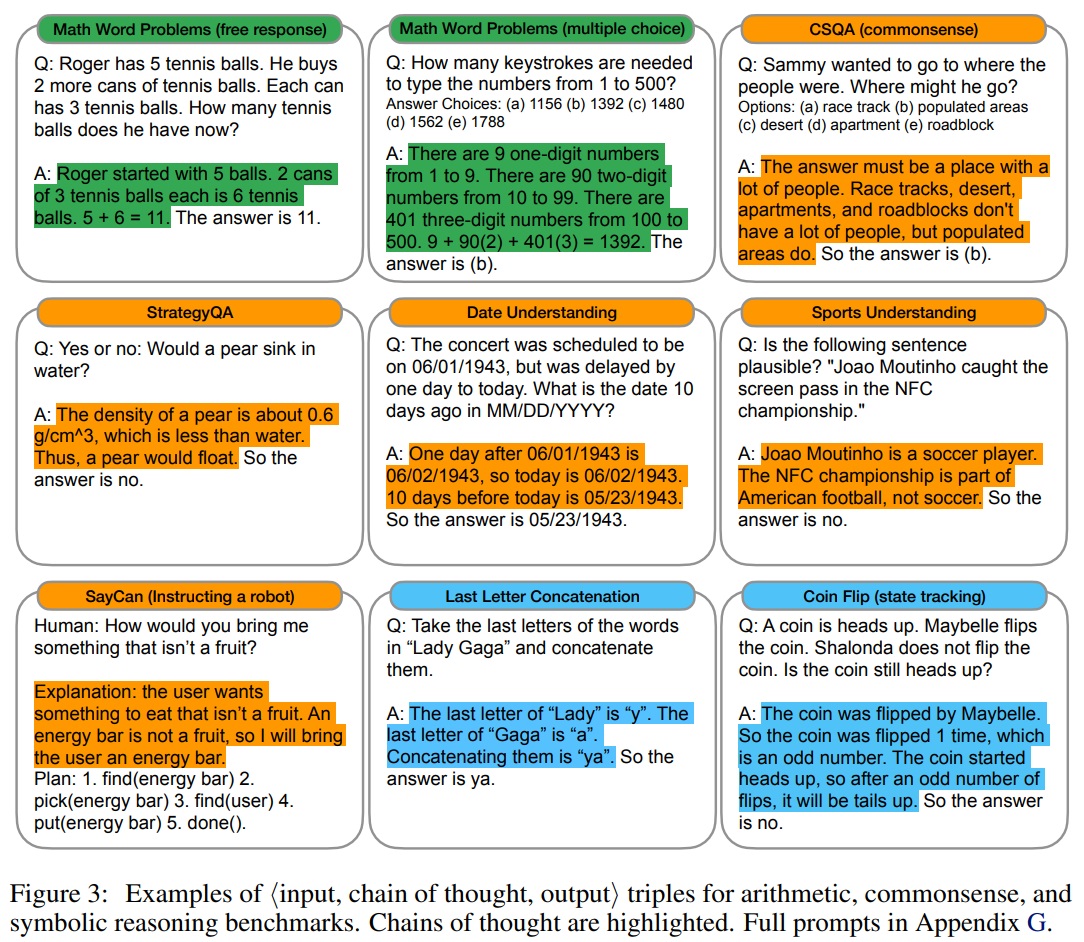 Math Word Problems (free response)
Q: Roger has 5 tennis balls. He buys
2 more cans of tennis balls. Each can
has 3 tennis balls. How many tennis
balls does he have now?
A: Roger started with 5 balls. 2 cans
of 3 tennis balls each is 6 tennis
balls. 5 + 6 = 11. The answer is 11.
Math Word Problems (multiple choice)
Q: How many keystrokes are needed
to type the numbers from 1 to 500?
Answer Choices: (a) 1156 (b) 1392 (c) 1480
(d) 1562 (e) 1788
A: There are 9 one-digit numbers
from 1 to 9. There are 90 two-digit
numbers from 10 to 99. There are
401 three-digit numbers from 100 to
500. 9 + 90(2) + 401(3) = 1392. The
answer is (b).
CSQA (commonsense)
Q: Sammy wanted to go to where the
people were. Where might he go?
Options: (a) race track (b) populated areas
(c) desert (d) apartment (e) roadblock
A: The answer must be a place with a
lot of people. Race tracks, desert,
apartments, and roadblocks don't
have a lot of people, but populated
areas do. So the answer is (b).
StrategyQA
Q: Yes or no: Would a pear sink in
water?
A: The density of a pear is about 0.6
g/cm^3, which is less than water.
Thus, a pear would float. So the
answer is no.
Date Understanding
Q: The concert was scheduled to be
on 06/01/1943, but was delayed by
one day to today. What is the date 10
days ago in MM/DD/YYYY?
A: One day after 06/01/1943 is
06/02/1943, so today is 06/02/1943.
10 days before today is 05/23/1943.
So the answer is 05/23/1943.
Sports Understanding
Q: Is the following sentence
plausible? "Joao Moutinho caught the
screen pass in the NFC
championship."
A: Joao Moutinho is a soccer player.
The NFC championship is part of
American football, not soccer. So the
answer is no.
SayCan (Instructing a robot)
Human: How would you bring me
something that isn’t a fruit?
Explanation: the user wants
something to eat that isn’t a fruit. An
energy bar is not a fruit, so I will bring
the user an energy bar.
Plan: 1. find(energy bar) 2.
pick(energy bar) 3. find(user) 4.
put(energy bar) 5. done().
Last Letter Concatenation
Q: Take the last letters of the words
in “Lady Gaga” and concatenate
them.
A: The last letter of “Lady” is “y”. The
last letter of “Gaga” is “a”.
Concatenating them is “ya”. So the
answer is ya.
Coin Flip (state tracking)
Q: A coin is heads up. Maybelle flips
the coin. Shalonda does not flip the
coin. Is the coin still heads up?
A: The coin was flipped by Maybelle.
So the coin was flipped 1 time, which
is an odd number. The coin started
heads up, so after an odd number of
flips, it will be tails up. So the answer
is no.
Figure 3: Examples of ⟨input, chain of thought, output⟩ triples for arithmetic, commonsense, and
symbolic reasoning benchmarks. Chains of thought are highlighted. Full prompts in Appendix G.